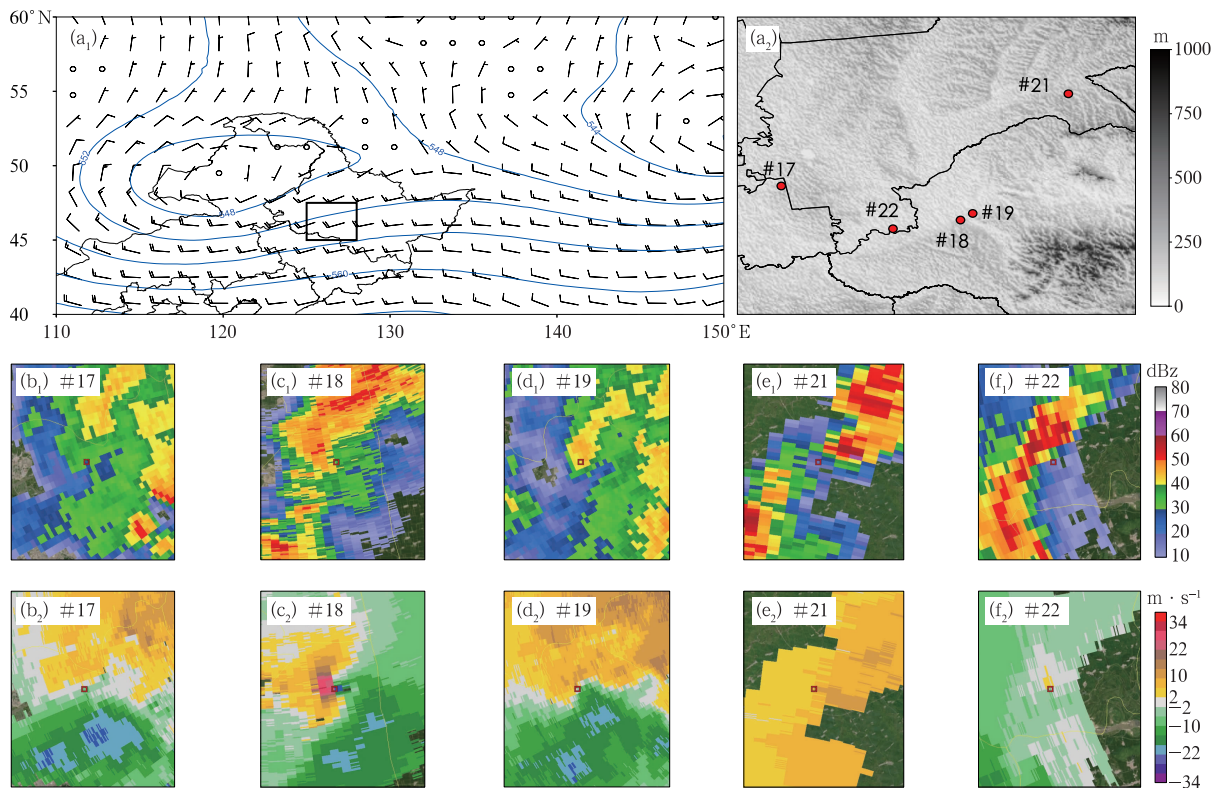 60°N
(a₁)
55
50
45
40
552
548
544
548
560
110
120
130
140
150°E
(a₂)
#21
#17
#22
#19
#18
m
1000
750
500
250
0
(b₁) #17
(c₁) #18
(d₁) #19
(e₁) #21
(f₁) #22
dBz
80
70
60
50
40
30
20
10
(b₂) #17
(c₂) #18
(d₂) #19
(e₂) #21
(f₂) #22
m · s⁻¹
34
22
10
2
−2
−10
−22
−34